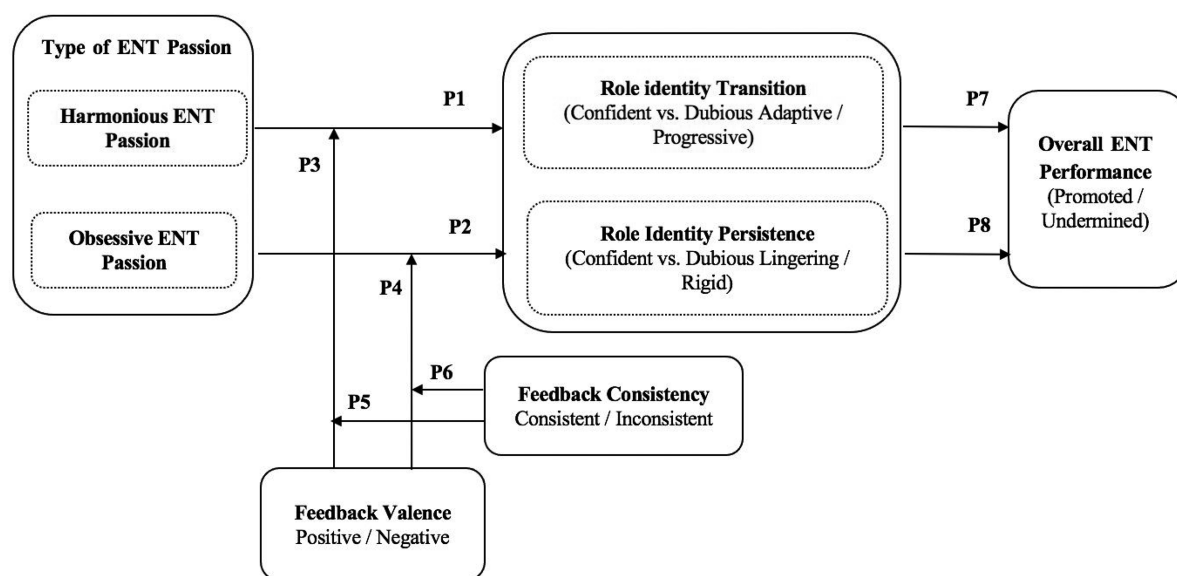 Type of ENT Passion
Harmonious ENT
Passion
Obsessive ENT
Passion
P1
P3
P2
P4
Role identity Transition
(Confident vs. Dubious Adaptive /
Progressive)
Role Identity Persistence
(Confident vs. Dubious Lingering /
Rigid)
P7
P8
Overall ENT
Performance
(Promoted /
Undermined)
P6
P5
Feedback Consistency
Consistent / Inconsistent
Feedback Valence
Positive / Negative